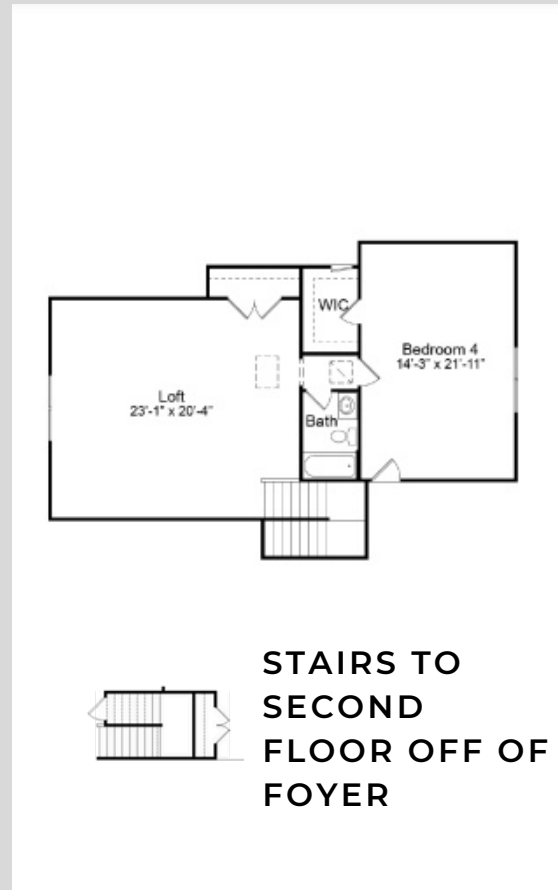 WIC
Bedroom 4
14'-3" x 21'-11"
Loft
23'-1" x 20'-4"
Bath
STAIRS TO
SECOND
FLOOR OFF OF
FOYER